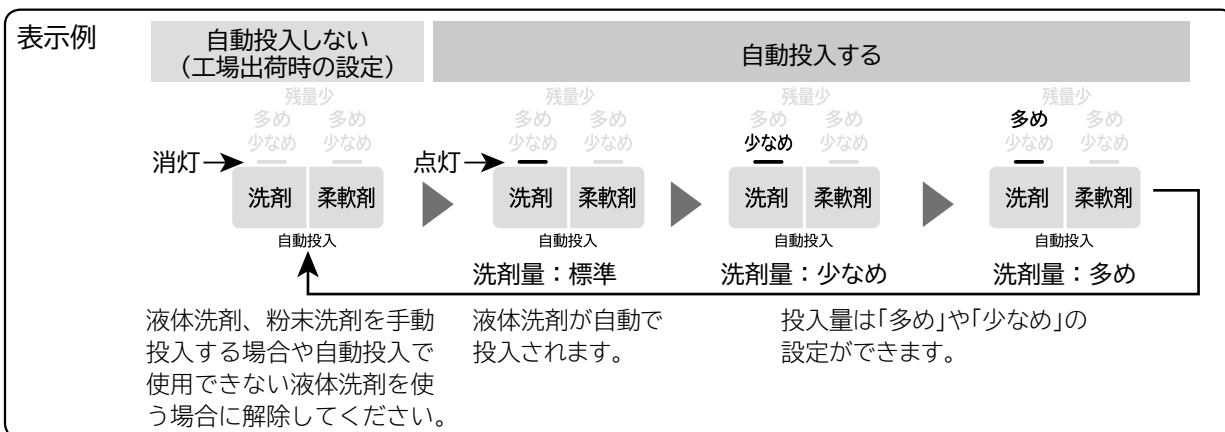 表示例
自動投入しない
（工場出荷時の設定）
自動投入する
残量少
多め 多め
少なめ 少なめ
消灯
洗剤 柔軟剤
自動投入
残量少
多め 多め
少なめ 少なめ
点灯
洗剤 柔軟剤
自動投入
洗剤量：標準
残量少
多め 多め
少なめ 少なめ
洗剤 柔軟剤
自動投入
洗剤量：少なめ
残量少
多め 多め
少なめ 少なめ
洗剤 柔軟剤
自動投入
洗剤量：多め
液体洗剤、粉末洗剤を手動
投入する場合や自動投入で
使用できない液体洗剤を使
う場合に解除してください。
液体洗剤が自動で
投入されます。
投入量は「多め」や「少なめ」の
設定ができます。